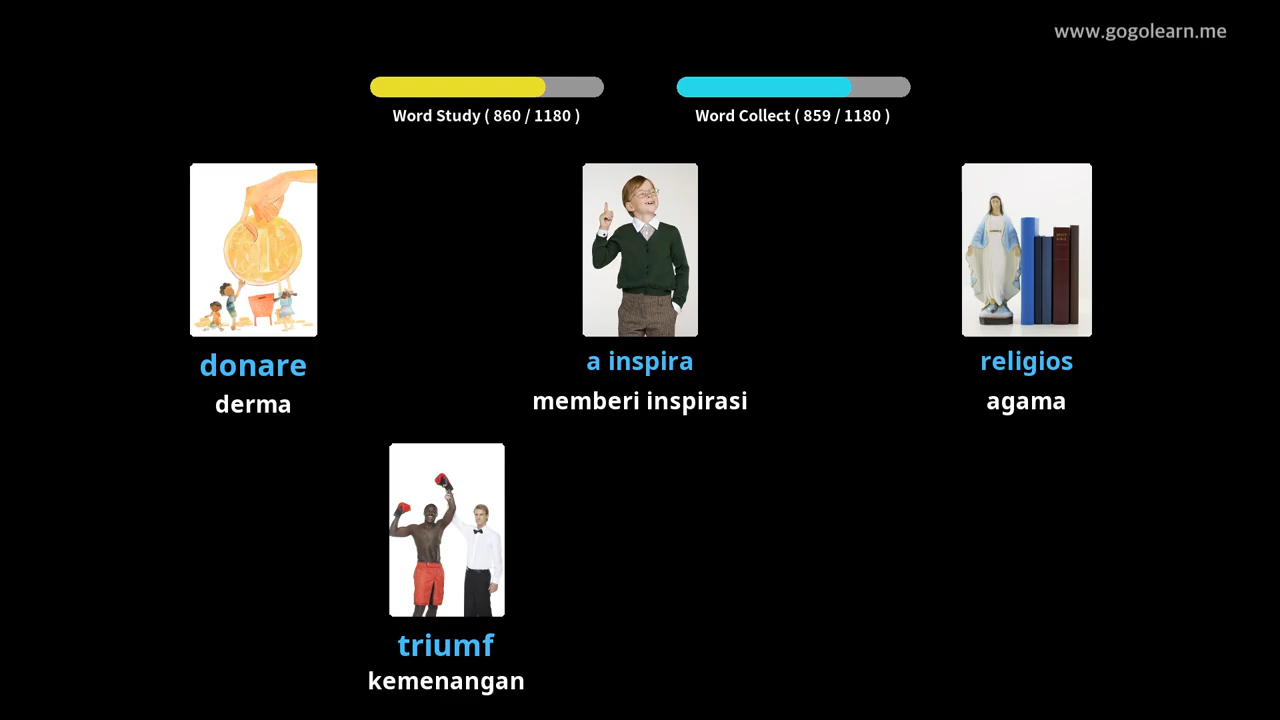 www.gogolearn.me
Word Study ( 860 / 1180 )
Word Collect ( 859 / 1180 )
donare
derma
a inspira
memberi inspirasi
religios
agama
triumf
kemenangan